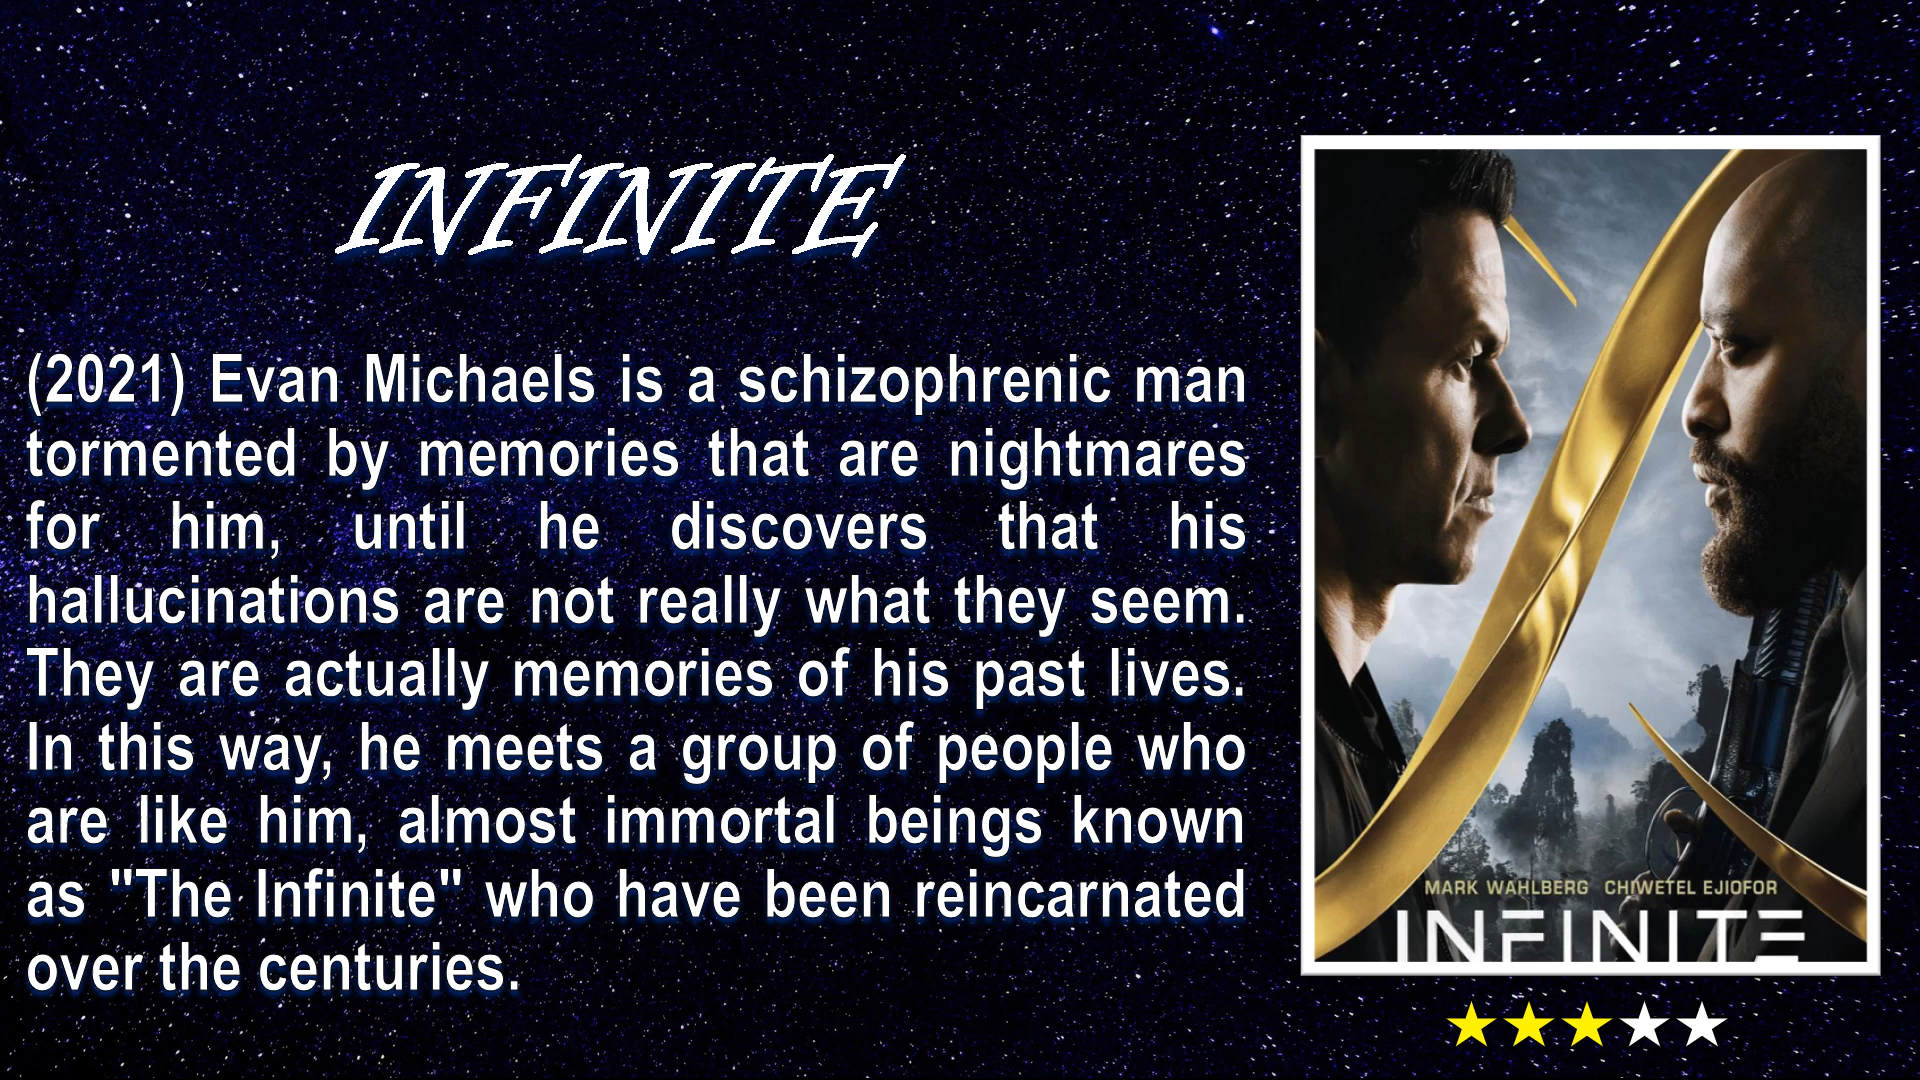 INFINITE
(2021) Evan Michaels is a schizophrenic man
tormented by memories that are nightmares
for him, until he discovers that his
hallucinations are not really what they seem.
They are actually memories of his past lives.
In this way, he meets a group of people who
are like him, almost immortal beings known
as "The Infinite" who have been reincarnated
over the centuries.
MARK WAHLBERG CHIWETEL EJIOFOR
INFINITE